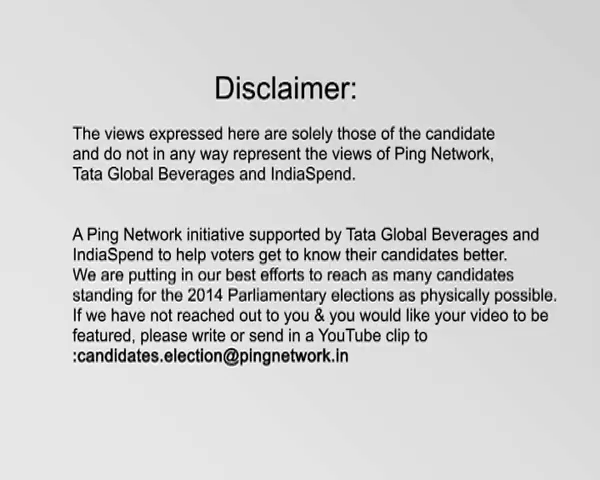 Disclaimer:
The views expressed here are solely those of the candidate
and do not in any way represent the views of Ping Network,
Tata Global Beverages and IndiaSpend.
A Ping Network initiative supported by Tata Global Beverages and
IndiaSpend to help voters get to know their candidates better.
We are putting in our best efforts to reach as many candidates
standing for the 2014 Parliamentary elections as physically possible.
If we have not reached out to you & you would like your video to be
featured, please write or send in a YouTube clip to
:candidates.election@pingnetwork.in